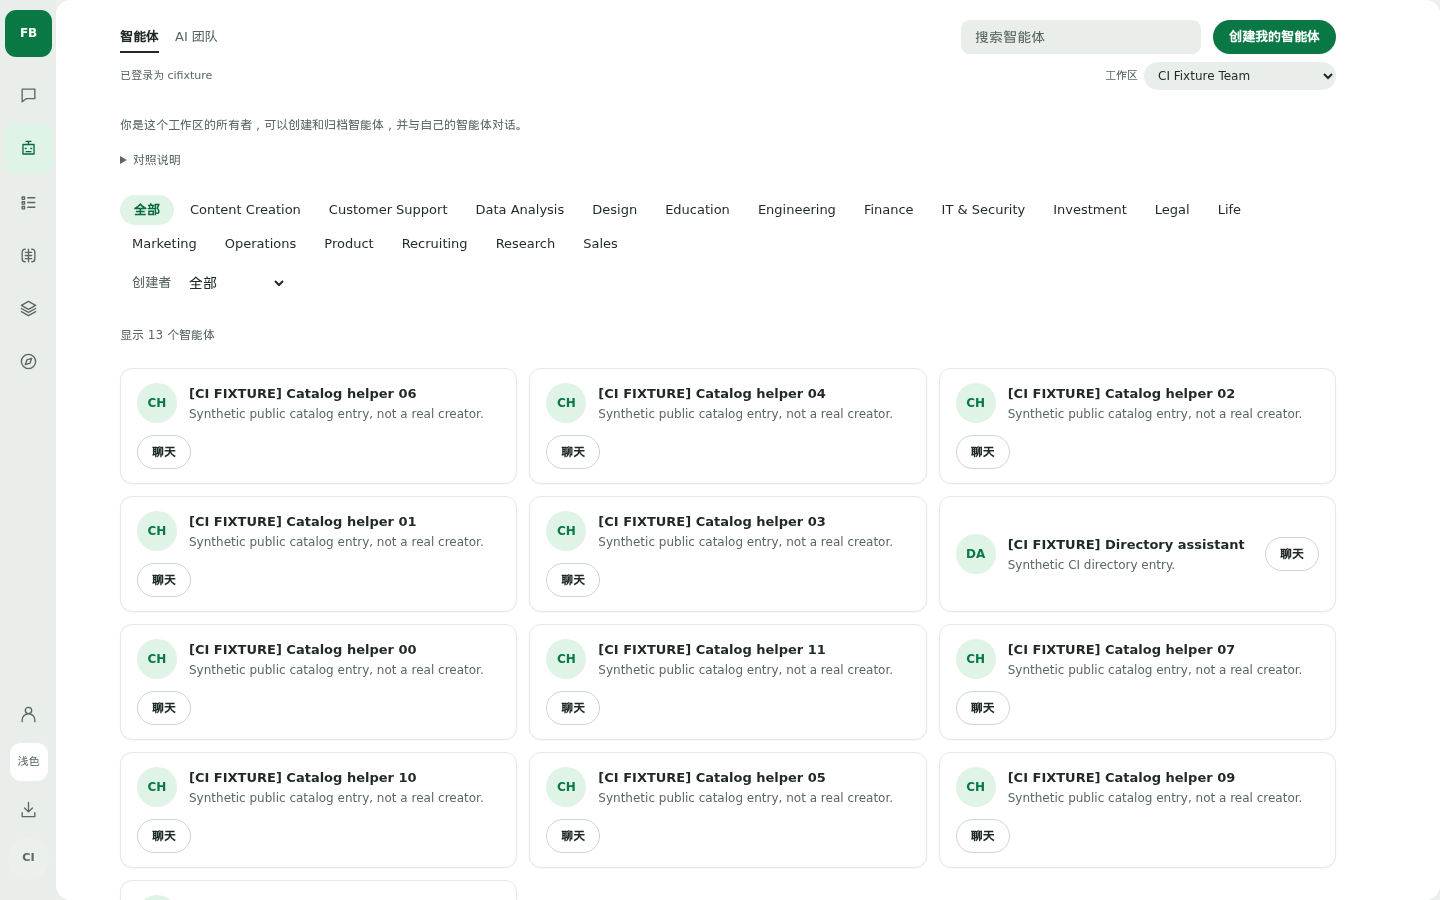 FB
智能体 AI 团队
搜索智能体
创建我的智能体
已登录为 cifixture
工作区 CI Fixture Team
你是这个工作区的所有者，可以创建和归档智能体，并与自己的智能体对话。
对照说明
全部 Content Creation Customer Support Data Analysis Design Education Engineering Finance IT & Security Investment Legal Life
Marketing Operations Product Recruiting Research Sales
创建者 全部
显示 13 个智能体
CH
[CI FIXTURE] Catalog helper 06
Synthetic public catalog entry, not a real creator.
聊天
CH
[CI FIXTURE] Catalog helper 04
Synthetic public catalog entry, not a real creator.
聊天
CH
[CI FIXTURE] Catalog helper 02
Synthetic public catalog entry, not a real creator.
聊天
CH
[CI FIXTURE] Catalog helper 01
Synthetic public catalog entry, not a real creator.
聊天
CH
[CI FIXTURE] Catalog helper 03
Synthetic public catalog entry, not a real creator.
聊天
DA
[CI FIXTURE] Directory assistant
Synthetic CI directory entry.
聊天
CH
[CI FIXTURE] Catalog helper 00
Synthetic public catalog entry, not a real creator.
聊天
CH
[CI FIXTURE] Catalog helper 11
Synthetic public catalog entry, not a real creator.
聊天
CH
[CI FIXTURE] Catalog helper 07
Synthetic public catalog entry, not a real creator.
聊天
CH
[CI FIXTURE] Catalog helper 10
Synthetic public catalog entry, not a real creator.
聊天
CH
[CI FIXTURE] Catalog helper 05
Synthetic public catalog entry, not a real creator.
聊天
CH
[CI FIXTURE] Catalog helper 09
Synthetic public catalog entry, not a real creator.
聊天
浅色
CI